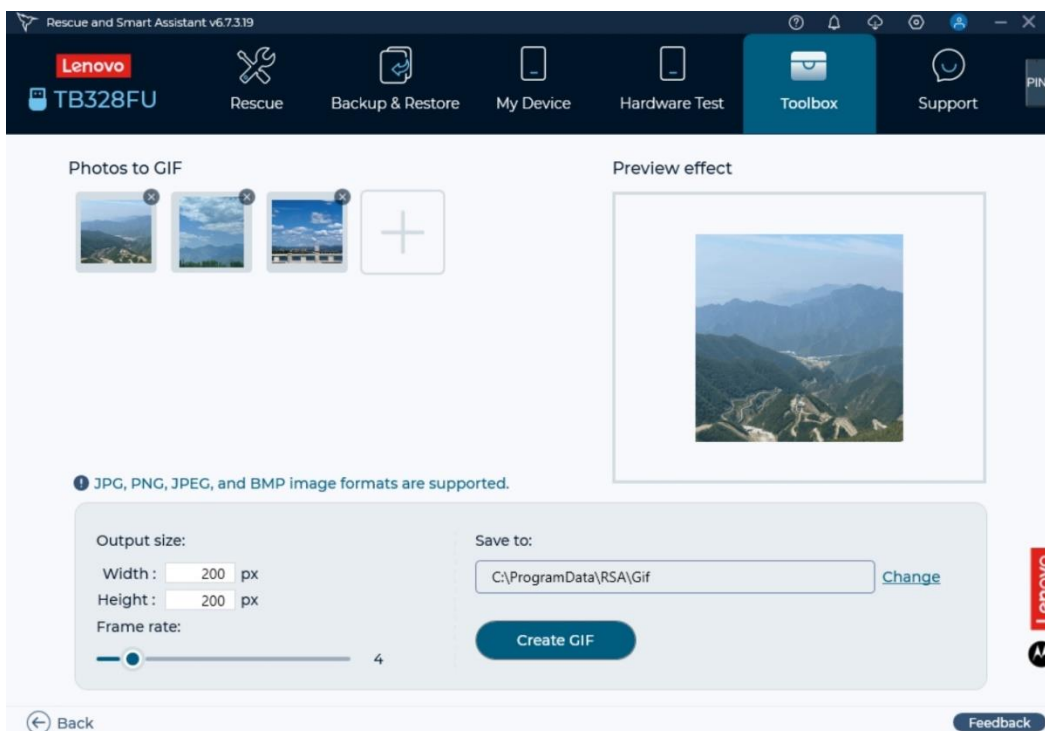 Rescue and Smart Assistant v6.7.3.19
Lenovo
TB328FU
Rescue
Backup & Restore
My Device
Hardware Test
Toolbox
Support
PIN
Photos to GIF
Preview effect
JPG, PNG, JPEG, and BMP image formats are supported.
Output size:
Width : 200 px
Height : 200 px
Frame rate:
4
Save to:
C:\ProgramData\RSA\Gif
Change
Create GIF
Lenovo
Back
Feedback